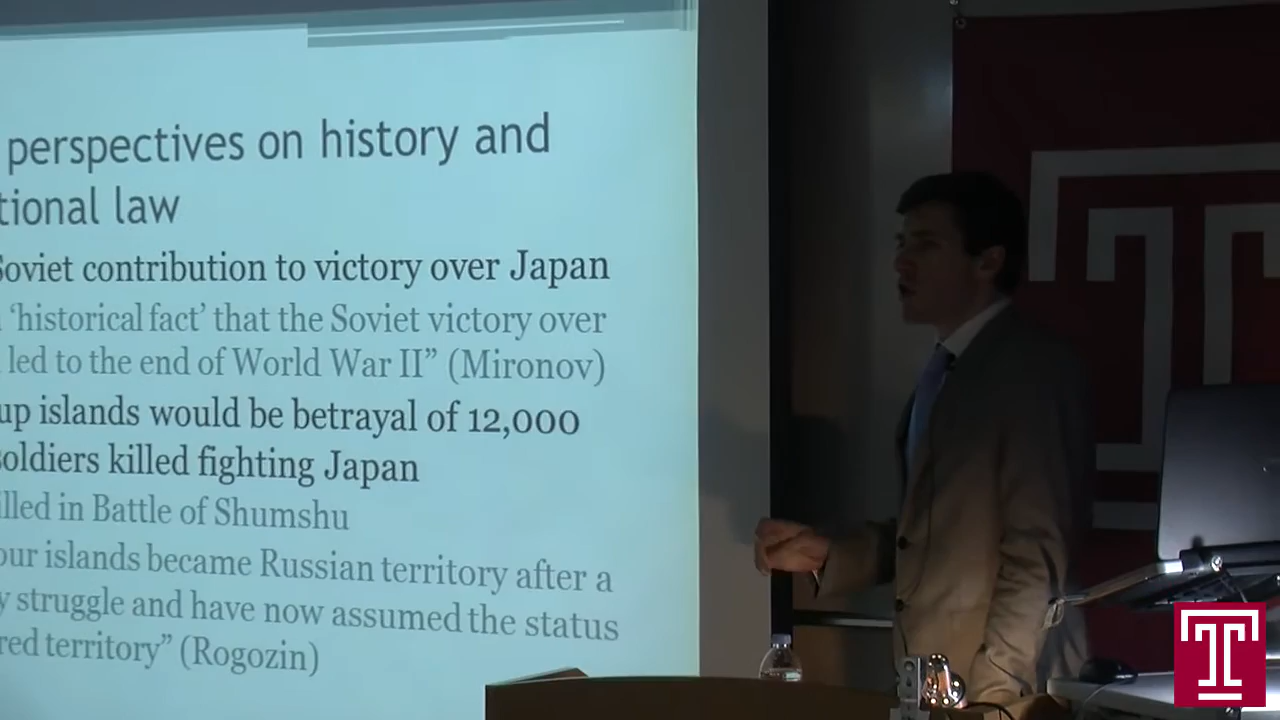 perspectives on history and
tional law
Soviet contribution to victory over Japan
'historical fact' that the Soviet victory over
led to the end of World War II” (Mironov)
up islands would be betrayal of 12,000
soldiers killed fighting Japan
illed in Battle of Shumshu
our islands became Russian territory after a
y struggle and have now assumed the status
red territory” (Rogozin)